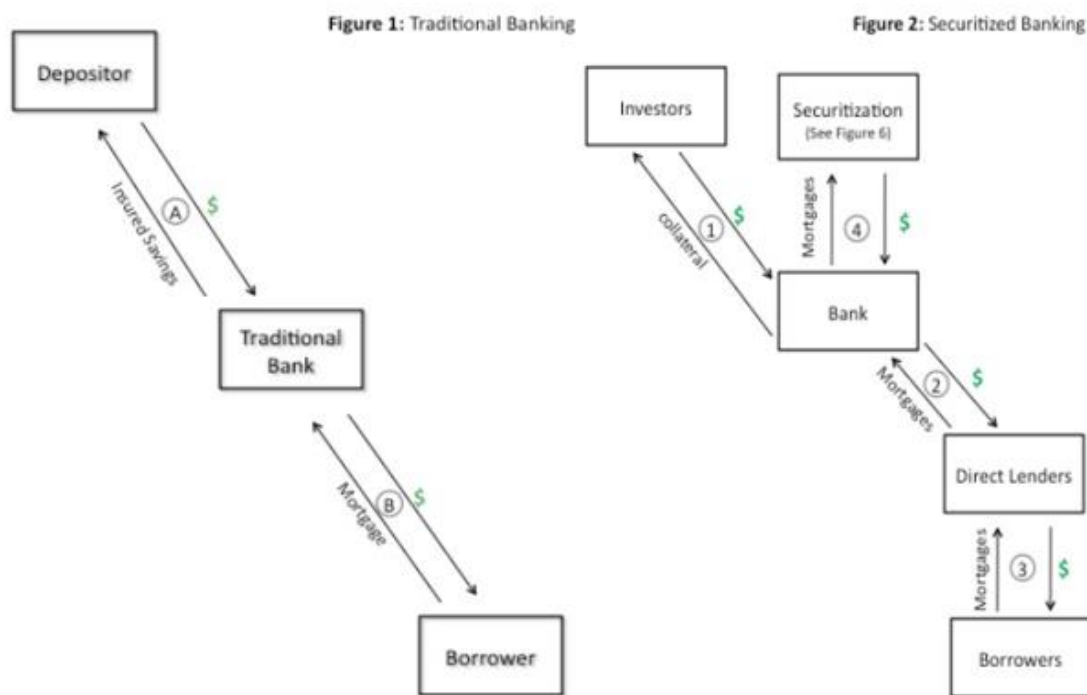 Figure 1: Traditional Banking
Depositor
Insured Savings
A
$
Traditional
Bank
Mortgage
B
$
Borrower
Figure 2: Securitized Banking
Investors
Securitization
(See Figure 6)
collateral
1
$
Mortgages
4
$
Bank
Mortgages
2
$
Direct Lenders
Mortgages
3
$
Borrowers